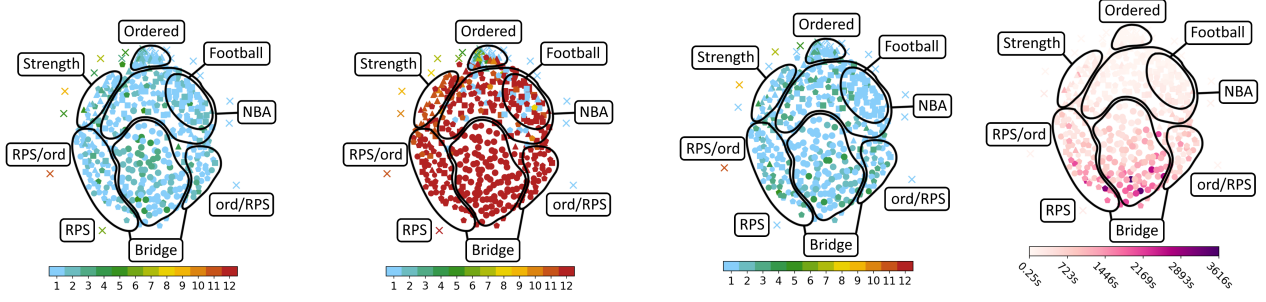 Ordered
Football
Strength
NBA
RPS/ord
ord/RPS
RPS
Bridge
1 2 3 4 5 6 7 8 9 10 11 12
Ordered
Football
Strength
NBA
RPS/ord
ord/RPS
RPS
Bridge
1 2 3 4 5 6 7 8 9 10 11 12
Ordered
Football
Strength
NBA
RPS/ord
ord/RPS
RPS
Bridge
1 2 3 4 5 6 7 8 9 10 11 12
Ordered
Football
Strength
NBA
RPS/ord
ord/RPS
RPS
Bridge
0.25s 723s 1446s 2169s 2893s 3616s